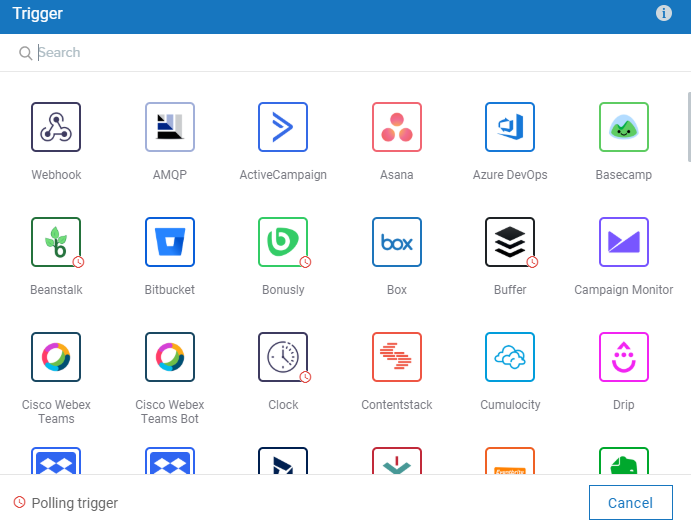 Trigger
Search
Webhook
AMQP
ActiveCampaign
Asana
Azure DevOps
Basecamp
box
Beanstalk
Bitbucket
Bonusly
Box
Buffer
Campaign Monitor
Cisco Webex
Teams
Cisco Webex
Teams Bot
Clock
Contentstack
Cumulocity
Drip
Polling trigger
Cancel